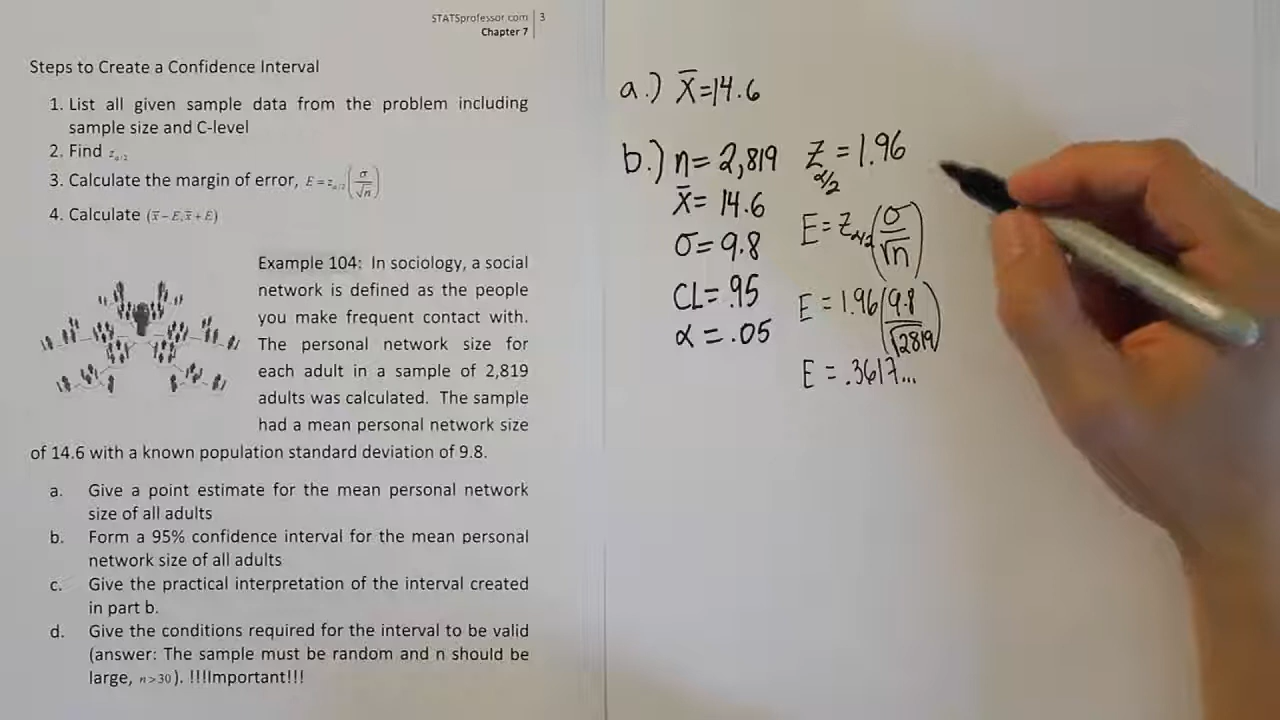 STATSprofessor.com | 3
Chapter 7
Steps to Create a Confidence Interval
1. List all given sample data from the problem including
sample size and C-level
2. Find z_{α/2}
3. Calculate the margin of error, E = z_{α/2}(σ/√n)
4. Calculate (x̄ − E, x̄ + E)
Example 104: In sociology, a social
network is defined as the people
you make frequent contact with.
The personal network size for
each adult in a sample of 2,819
adults was calculated. The sample
had a mean personal network size
of 14.6 with a known population standard deviation of 9.8.
a. Give a point estimate for the mean personal network
size of all adults
b. Form a 95% confidence interval for the mean personal
network size of all adults
c. Give the practical interpretation of the interval created
in part b.
d. Give the conditions required for the interval to be valid
(answer: The sample must be random and n should be
large, n > 30). !!!Important!!!
a.) x̄ = 14.6
b.) n = 2,819
x̄ = 14.6
σ = 9.8
CL = .95
α = .05
z_{α/2} = 1.96
E = z_{α/2}(σ/√n)
E = 1.96(9.8/√2819)
E = .3617...